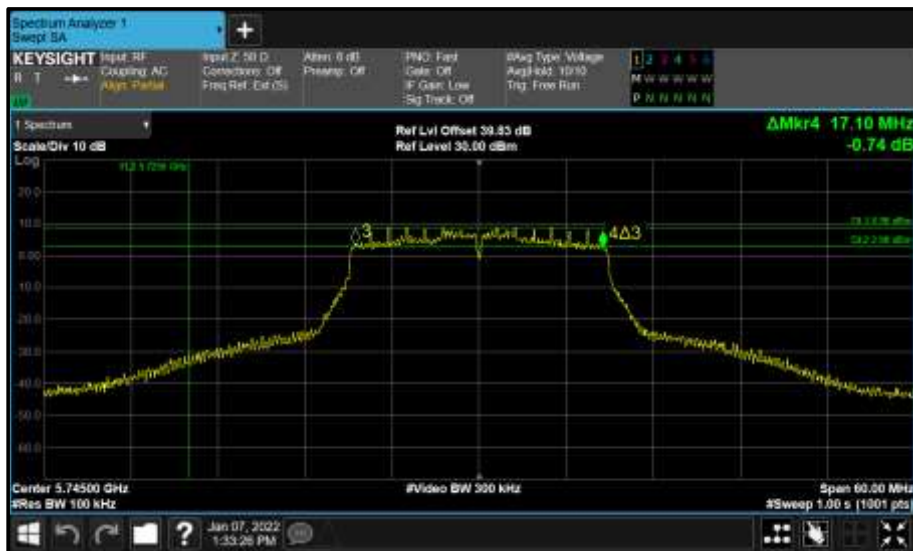 Spectrum Analyzer 1
Swept SA
+
KEYSIGHT
R T
Input: RF
Coupling: AC
Align: Partial
Input Z: 50 Ω
Corrections: Off
Freq Ref: Ext (S)
Atten: 6 dB
Preamp: Off
PNO: Fast
Gate: Off
IF Gain: Low
Sig Track: Off
#Avg Type: Voltage
Avg|Hold: 10/10
Trig: Free Run
1 2 3 4 5 6
M W W W W W
P N N N N N
1 Spectrum
Scale/Div 10 dB
Log
Ref Lvl Offset 39.83 dB
Ref Level 30.00 dBm
ΔMkr4 17.10 MHz
-0.74 dB
20.0
10.0
0.00
-10.0
-20.0
-30.0
-40.0
-50.0
-60.0
3
4Δ3
Center 5.74500 GHz
#Res BW 100 kHz
#Video BW 300 kHz
Span 60.00 MHz
#Sweep 1.00 s (1001 pts)
?
Jan 07, 2022
1:33:26 PM